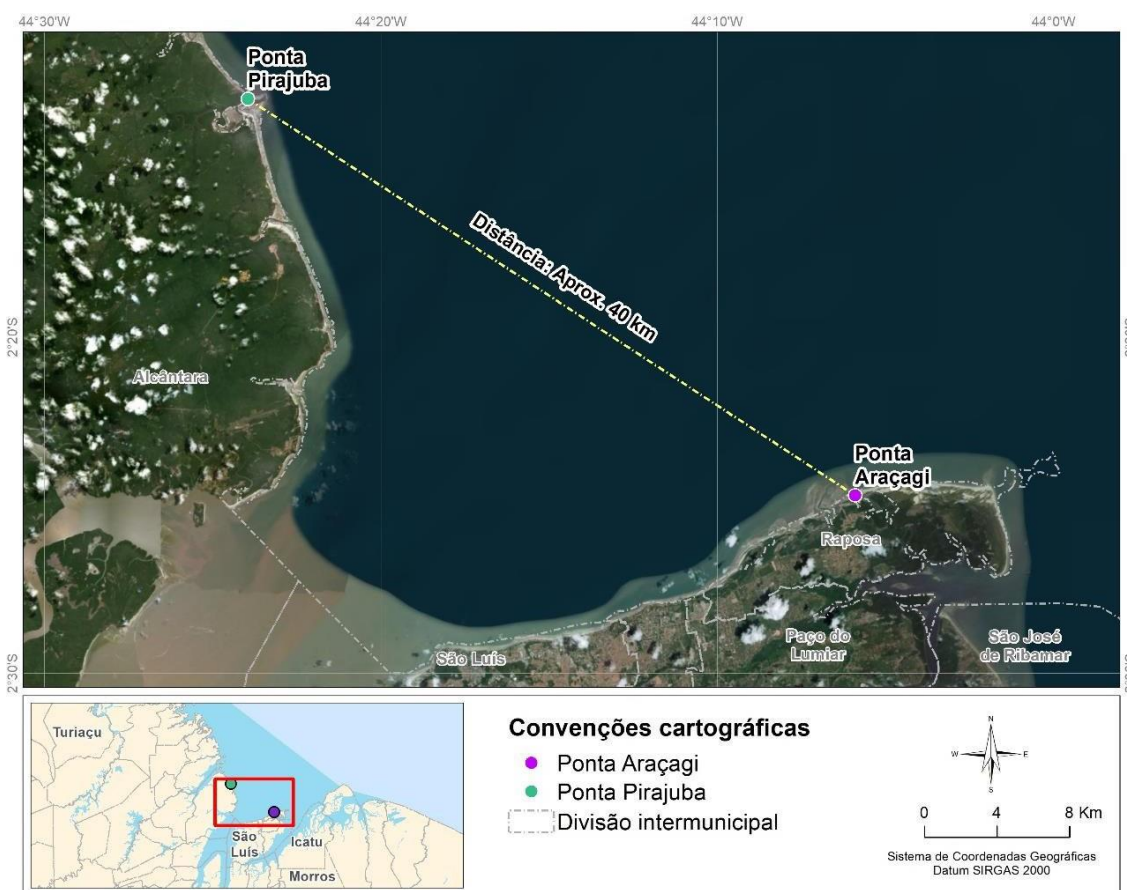 44°30'W
44°20'W
44°10'W
44°0'W
Ponta
Pirajuba
Distância: Aprox. 40 km
2°20'S
Alcântara
Ponta
Araçagi
Raposa
São Luís
Paço do
Lumiar
São José
de Ribamar
2°30'S
Turiaçu
São
Luís
Icatu
Morros
Convenções cartográficas
Ponta Araçagi
Ponta Pirajuba
Divisão intermunicipal
N
W
E
S
0 4 8 Km
Sistema de Coordenadas Geográficas
Datum SIRGAS 2000